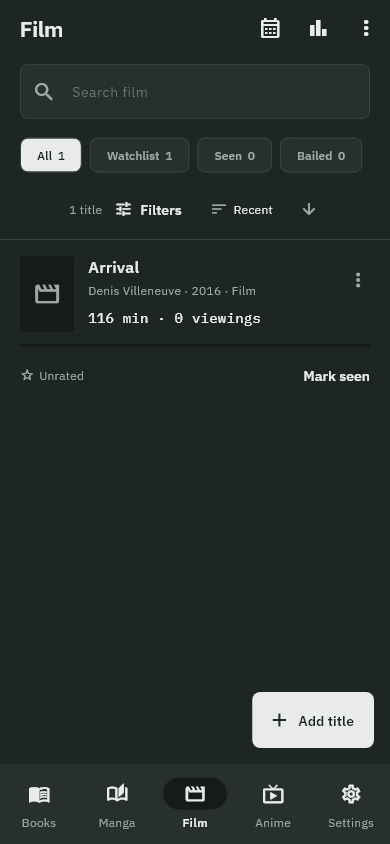 Film
Search film
All 1 Watchlist 1 Seen 0 Bailed 0
1 title Filters Recent
Arrival
Denis Villeneuve · 2016 · Film
116 min · 0 viewings
Unrated Mark seen
Add title
Books Manga Film Anime Settings